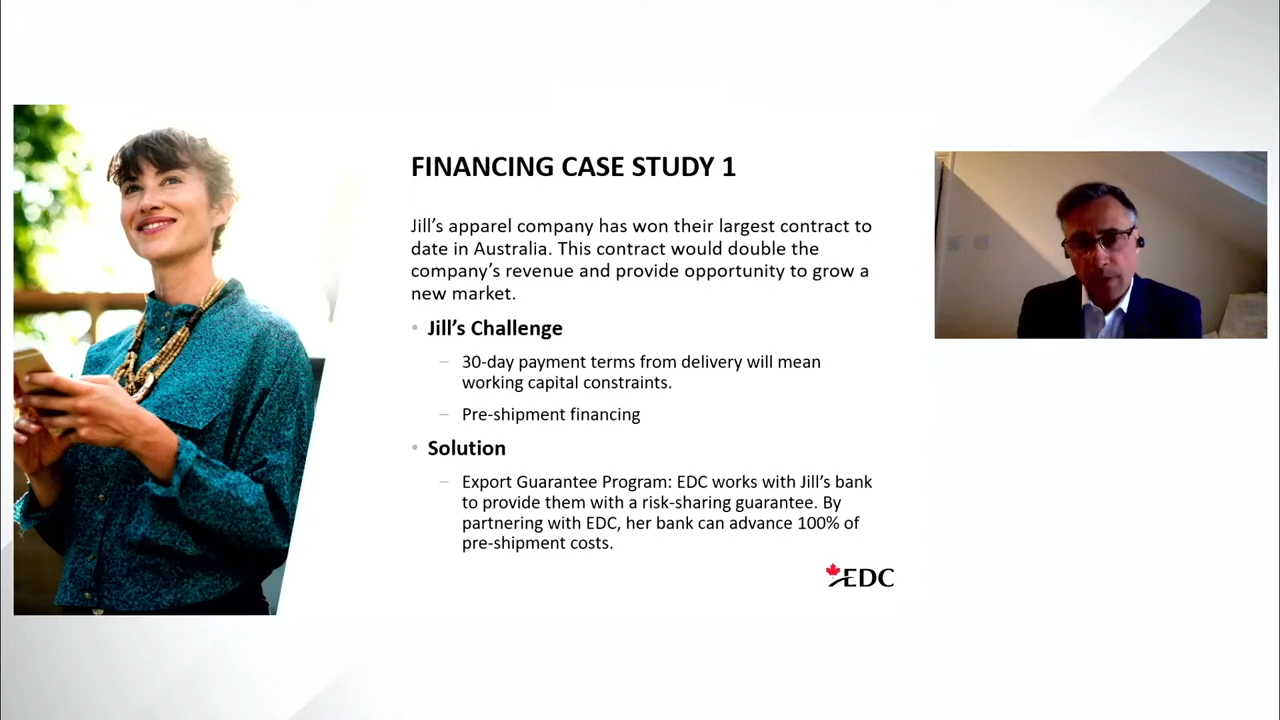 FINANCING CASE STUDY 1
Jill's apparel company has won their largest contract to
date in Australia. This contract would double the
company's revenue and provide opportunity to grow a
new market.
• Jill's Challenge
– 30-day payment terms from delivery will mean
working capital constraints.
– Pre-shipment financing
• Solution
– Export Guarantee Program: EDC works with Jill's bank
to provide them with a risk-sharing guarantee. By
partnering with EDC, her bank can advance 100% of
pre-shipment costs.
EDC